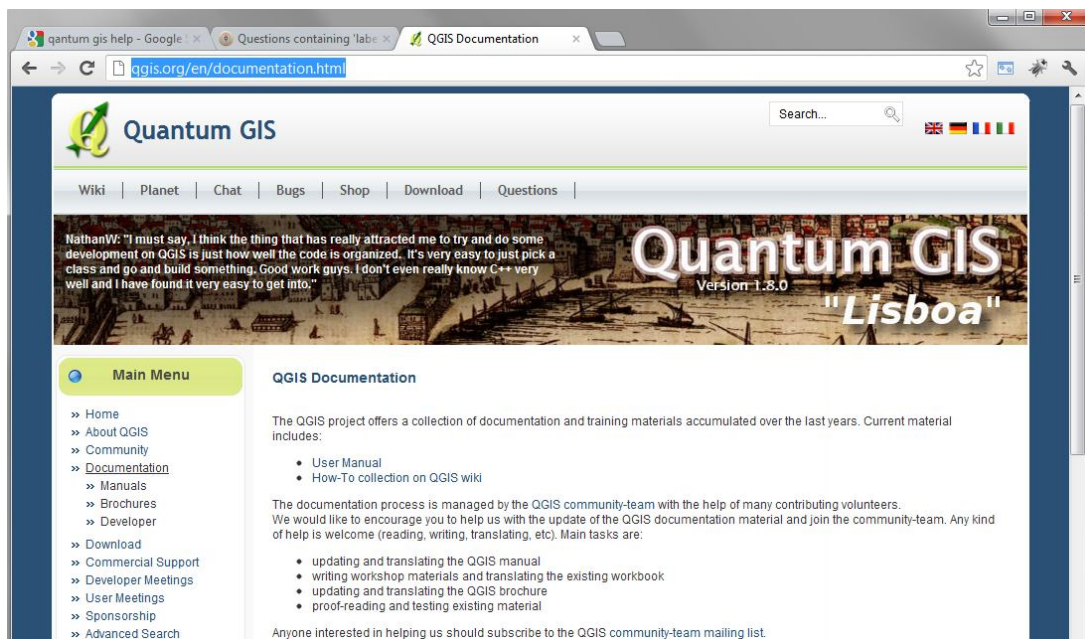 qantum gis help - Google
Questions containing 'labe
QGIS Documentation
qgis.org/en/documentation.html
Quantum GIS
Search...
Wiki | Planet | Chat | Bugs | Shop | Download | Questions |
NathanW: "I must say, I think the thing that has really attracted me to try and do some
development on QGIS is just how well the code is organized. It's very easy to just pick a
class and go and build something. Good work guys. I don't even really know C++ very
well and I have found it very easy to get into."
Quantum GIS
Version 1.8.0
"Lisboa"
Main Menu
» Home
» About QGIS
» Community
» Documentation
» Manuals
» Brochures
» Developer
» Download
» Commercial Support
» Developer Meetings
» User Meetings
» Sponsorship
» Advanced Search
QGIS Documentation
The QGIS project offers a collection of documentation and training materials accumulated over the last years. Current material
includes:
• User Manual
• How-To collection on QGIS wiki
The documentation process is managed by the QGIS community-team with the help of many contributing volunteers.
We would like to encourage you to help us with the update of the QGIS documentation material and join the community-team. Any kind
of help is welcome (reading, writing, translating, etc). Main tasks are:
• updating and translating the QGIS manual
• writing workshop materials and translating the existing workbook
• updating and translating the QGIS brochure
• proof-reading and testing existing material
Anyone interested in helping us should subscribe to the QGIS community-team mailing list.